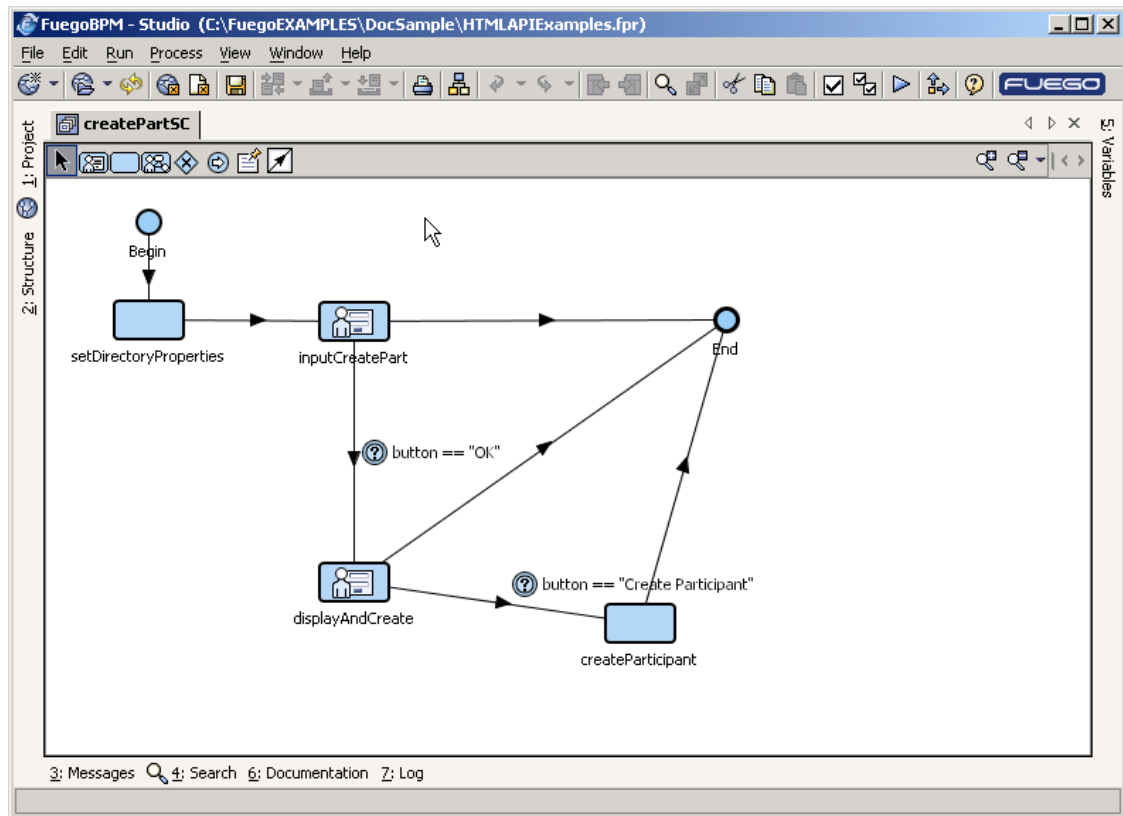 FuegoBPM - Studio (C:\FuegoEXAMPLES\DocSample\HTMLAPIExamples.fpr)
File Edit Run Process View Window Help
FUEGO
createPartSC
1: Project
2: Structure
5: Variables
Begin
setDirectoryProperties
inputCreatePart
End
button == "OK"
button == "Create Participant"
displayAndCreate
createParticipant
3: Messages 4: Search 6: Documentation 7: Log